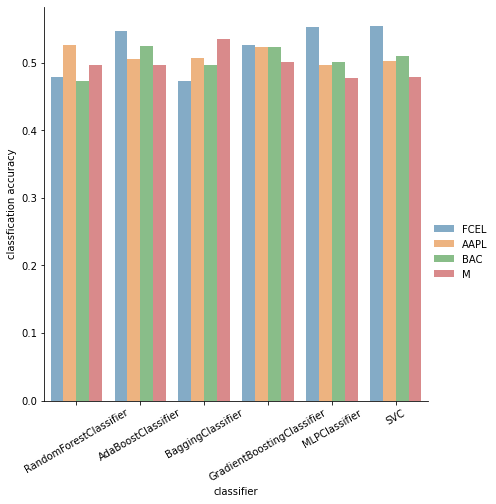 classfication accuracy
0.5
0.4
0.3
0.2
0.1
0.0
FCEL
AAPL
BAC
M
RandomForestClassifier
AdaBoostClassifier
BaggingClassifier
GradientBoostingClassifier
MLPClassifier
SVC
classifier